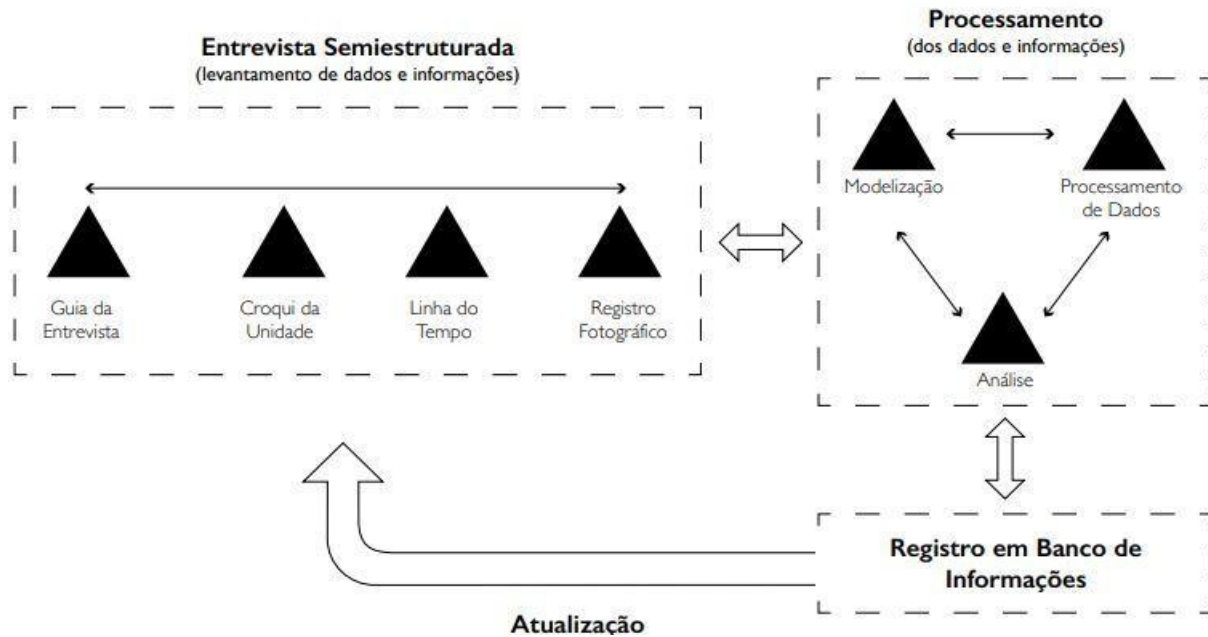 Entrevista Semiestruturada
(levantamento de dados e informações)
Guia da
Entrevista
Croqui da
Unidade
Linha do
Tempo
Registro
Fotográfico
Processamento
(dos dados e informações)
Modelização
Processamento
de Dados
Análise
Registro em Banco de
Informações
Atualização